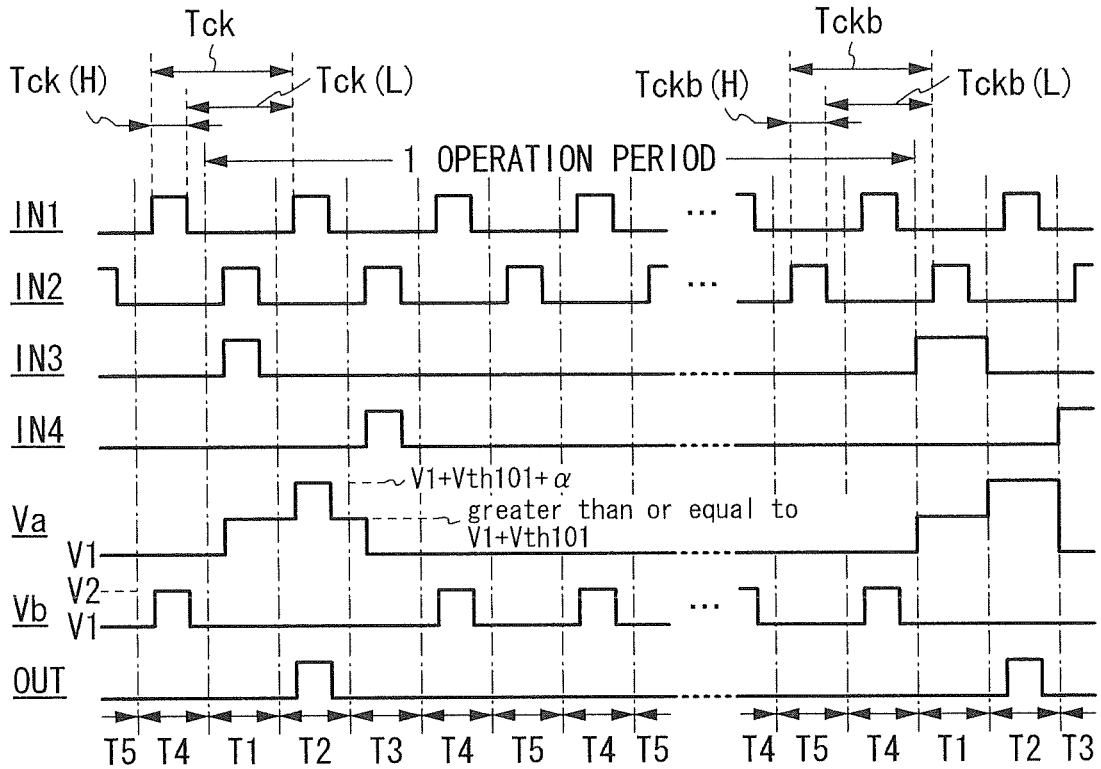 Tck
Tckb
Tck(H)
Tck(L)
Tckb(H)
Tckb(L)
1 OPERATION PERIOD
IN1
...
IN2
...
IN3
IN4
V1+Vth101+α
Va
greater than or equal to
V1+Vth101
V1
V2
Vb
V1
...
OUT
T5 T4 T1 T2 T3 T4 T5 T4 T5 T4 T5 T4 T1 T2 T3